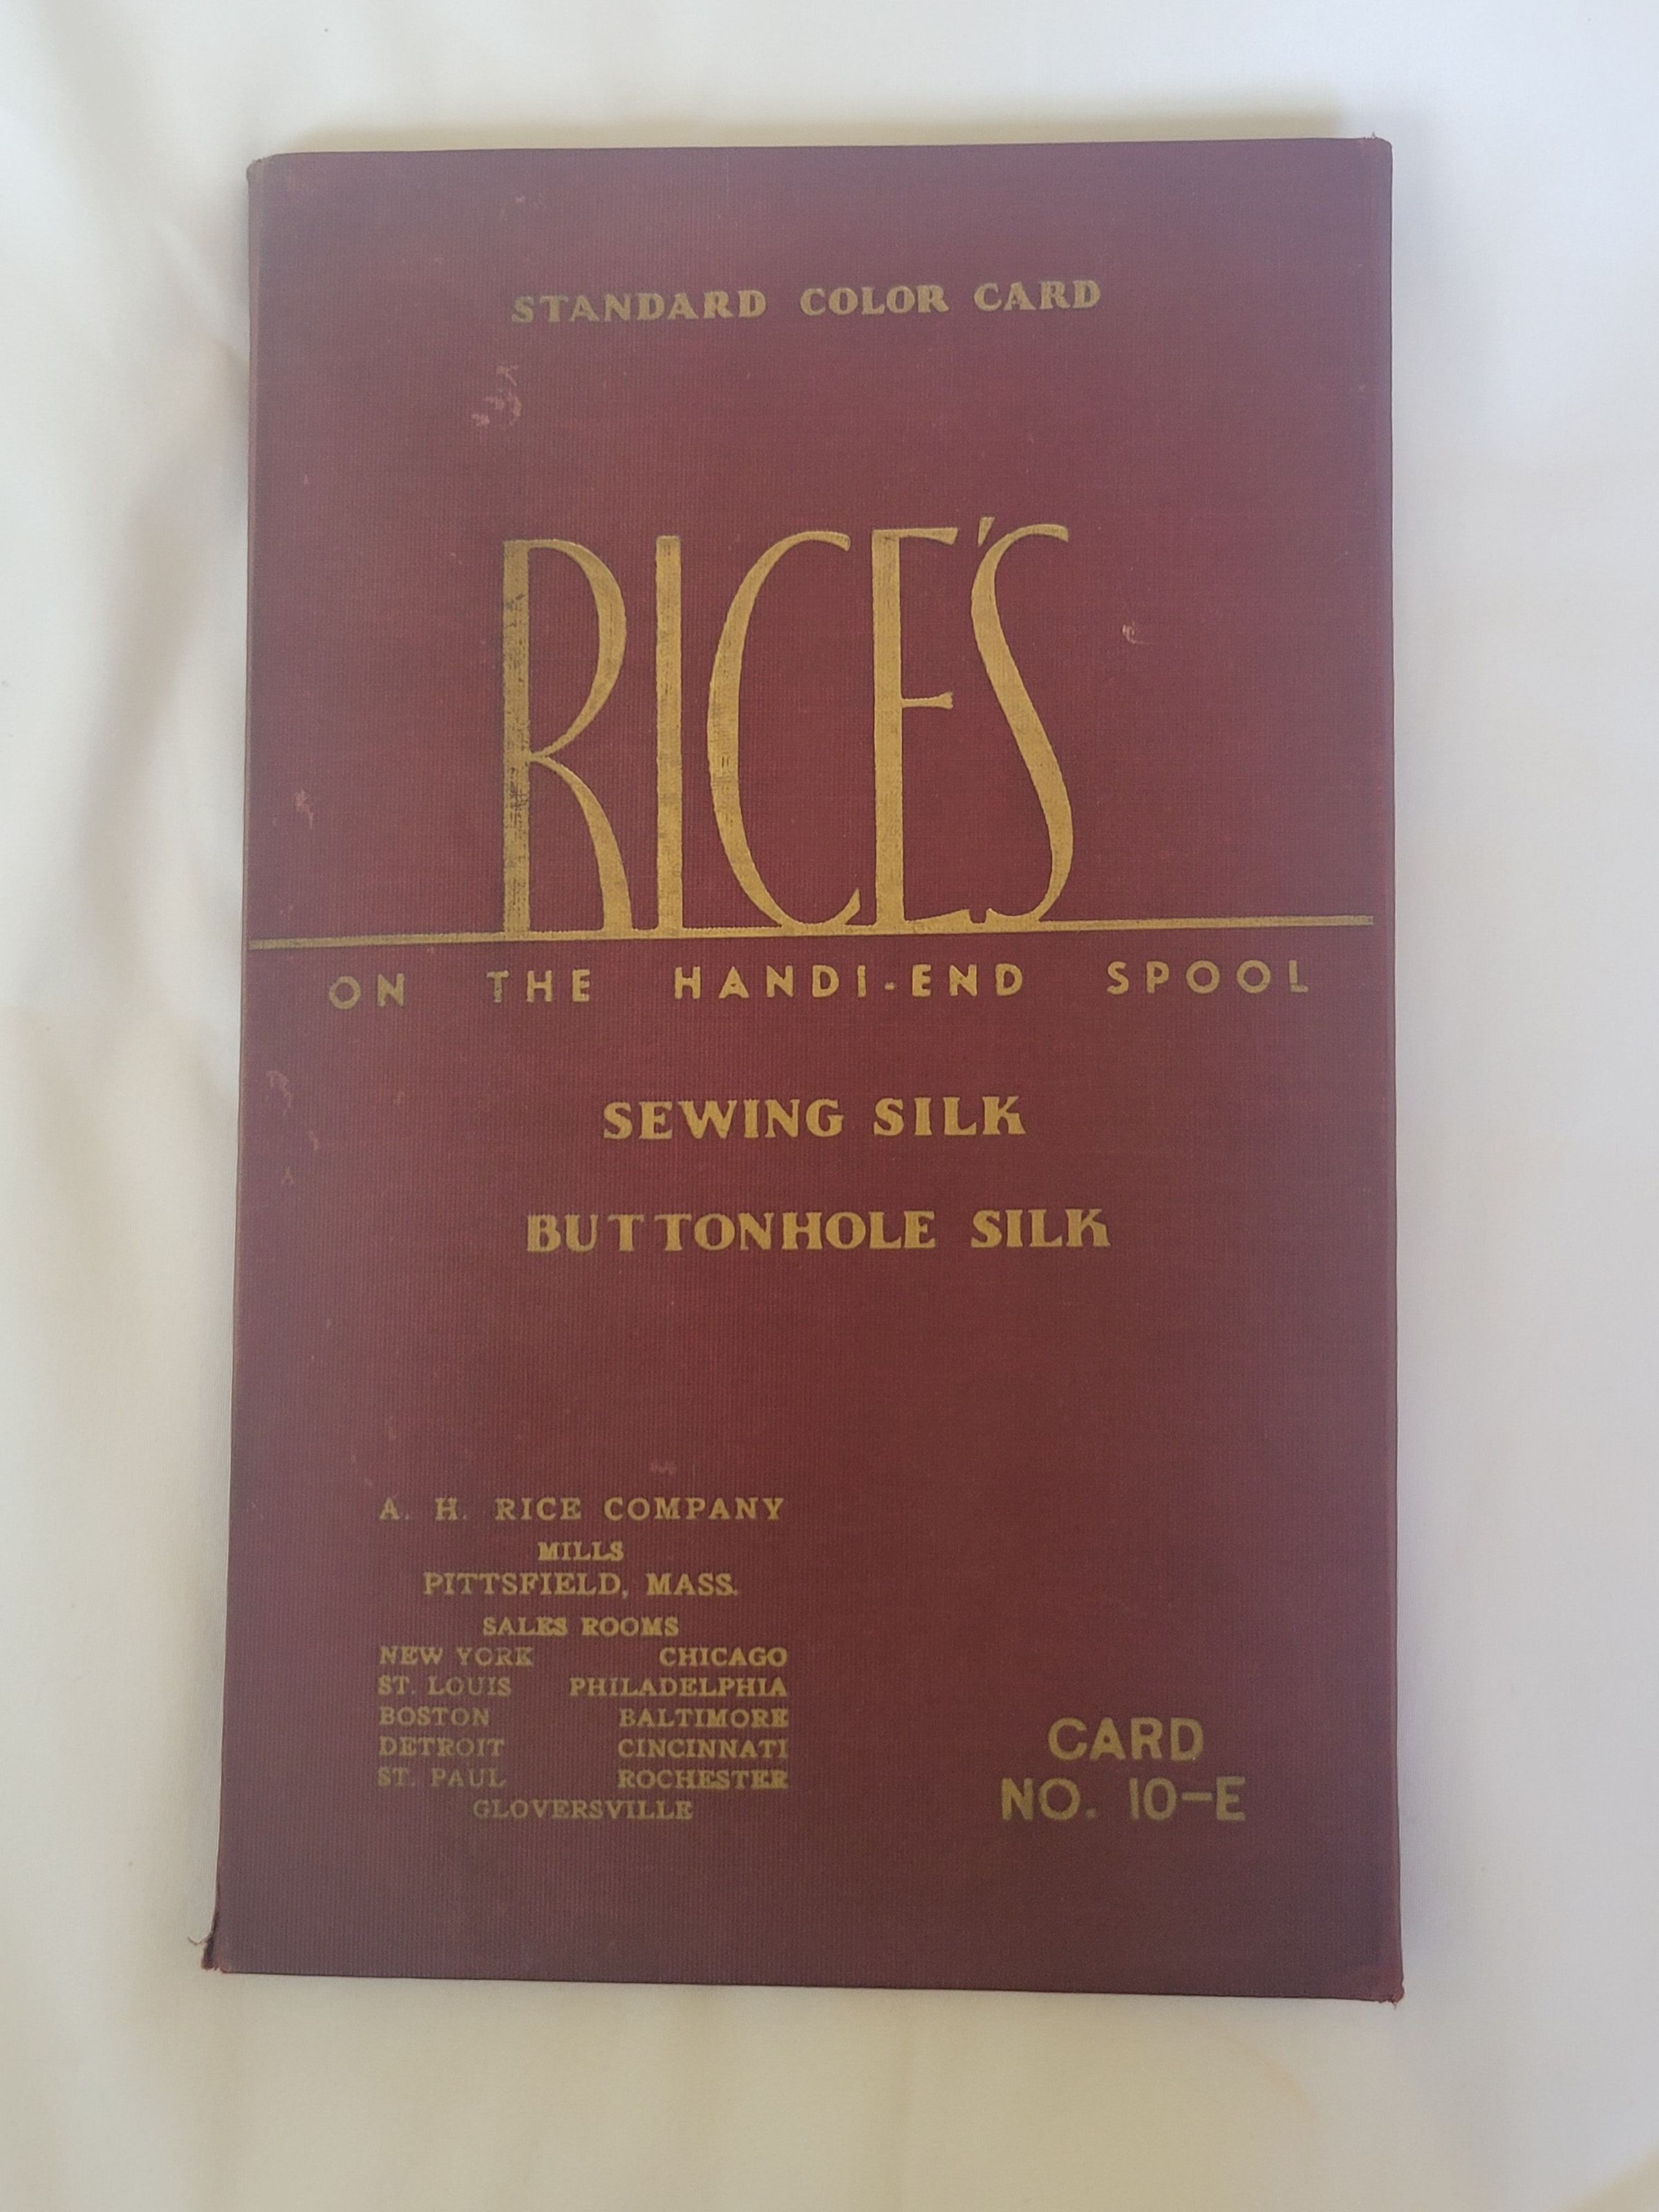 STANDARD COLOR CARD
RICE'S
ON THE HANDI-END SPOOL
SEWING SILK
BUTTONHOLE SILK
A. H. RICE COMPANY
MILLS
PITTSFIELD, MASS.
SALES ROOMS
NEW YORK CHICAGO
ST. LOUIS PHILADELPHIA
BOSTON BALTIMORE
DETROIT CINCINNATI
ST. PAUL ROCHESTER
GLOVERSVILLE
CARD
NO. 10-E